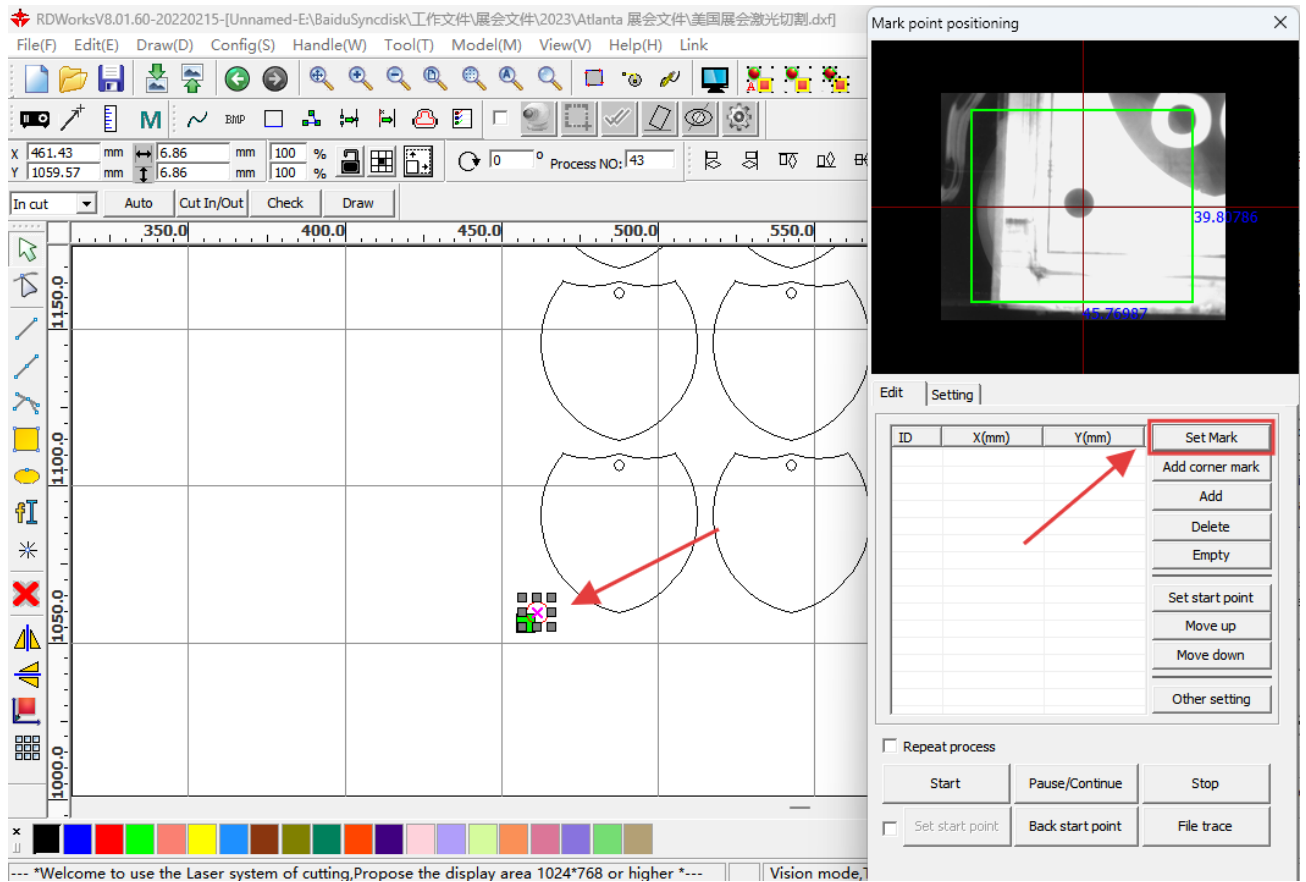 RDWorksV8.01.60-20220215-[Unnamed-E:\BaiduSyncdisk\工作文件\展会文件\2023\Atlanta 展会文件\美国展会激光切割.dxf]
Mark point positioning
File(F) Edit(E) Draw(D) Config(S) Handle(W) Tool(T) Model(M) View(V) Help(H) Link
M BMP
X 461.43 mm 6.86 mm 100 %
Y 1059.57 mm 6.86 mm 100 %
0 ° Process NO: 43
In cut Auto Cut In/Out Check Draw
350.0 400.0 450.0 500.0 550.0
1150.0
1100.0
1050.0
1000.0
39.80786
45.76987
Edit Setting
ID X(mm) Y(mm)
Set Mark
Add corner mark
Add
Delete
Empty
Set start point
Move up
Move down
Other setting
Repeat process
Start Pause/Continue Stop
Set start point Back start point File trace
--- *Welcome to use the Laser system of cutting,Propose the display area 1024*768 or higher *---
Vision mode,